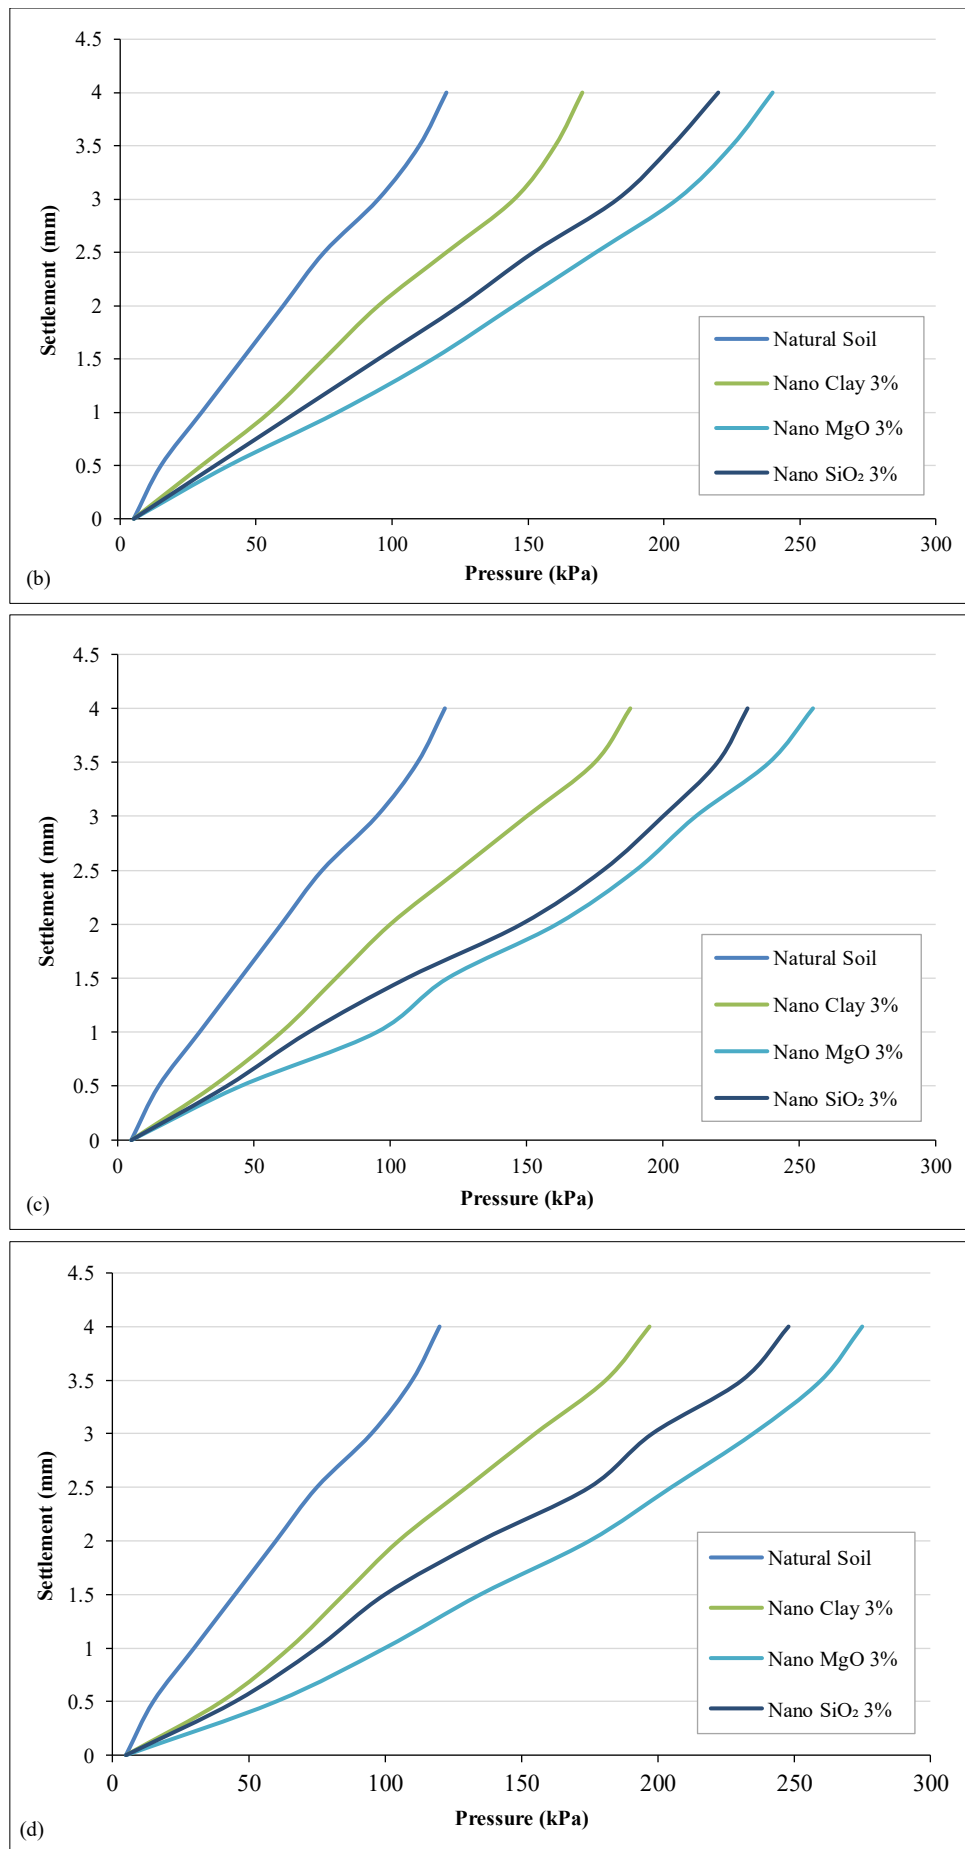 4.5
4
3.5
3
2.5
2
1.5
1
0.5
0
Settlement (mm)
Natural Soil
Nano Clay 3%
Nano MgO 3%
Nano SiO₂ 3%
0 50 100 150 200 250 300
Pressure (kPa)
(b)
4.5
4
3.5
3
2.5
2
1.5
1
0.5
0
Settlement (mm)
Natural Soil
Nano Clay 3%
Nano MgO 3%
Nano SiO₂ 3%
0 50 100 150 200 250 300
Pressure (kPa)
(c)
4.5
4
3.5
3
2.5
2
1.5
1
0.5
0
Settlement (mm)
Natural Soil
Nano Clay 3%
Nano MgO 3%
Nano SiO₂ 3%
0 50 100 150 200 250 300
Pressure (kPa)
(d)